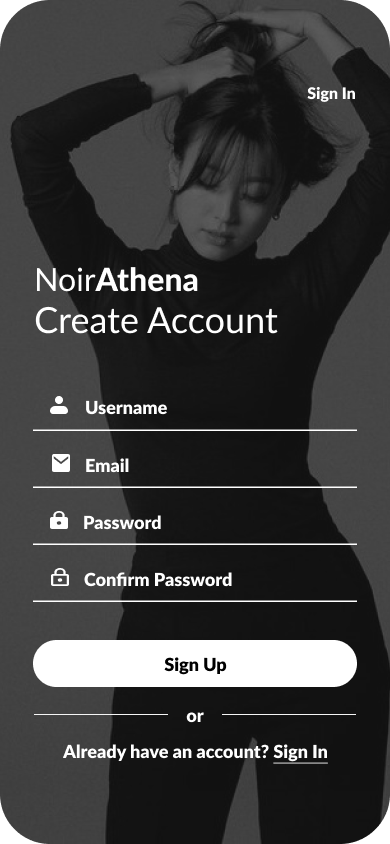 Sign In
NoirAthena
Create Account
Username
Email
Password
Confirm Password
Sign Up
or
Already have an account? Sign In